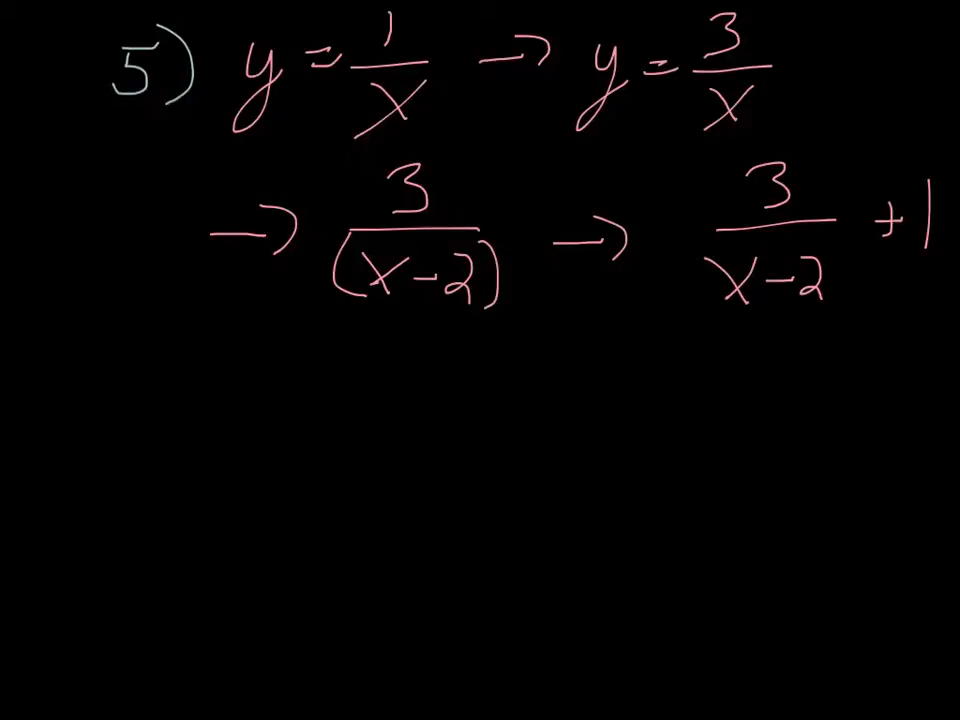 5) y = 1/x → y = 3/x
→ 3/(x-2) → 3/x-2 + 1